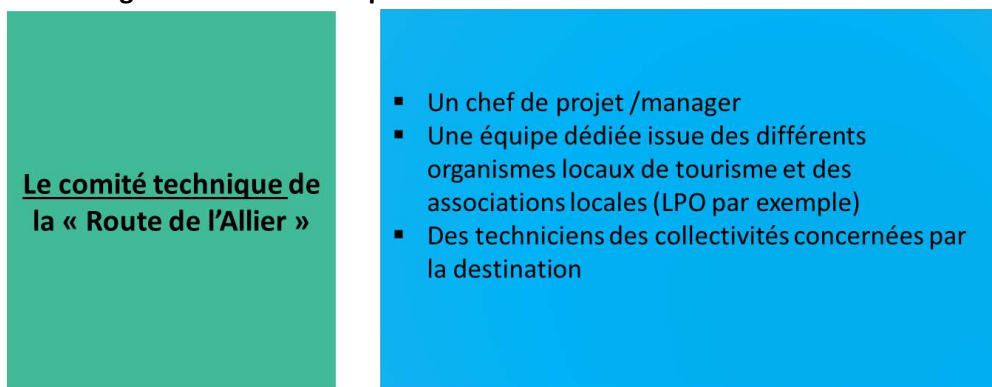 Le comité technique de
la « Route de l'Allier »
▪ Un chef de projet /manager
▪ Une équipe dédiée issue des différents
organismes locaux de tourisme et des
associations locales (LPO par exemple)
▪ Des techniciens des collectivités concernées par
la destination